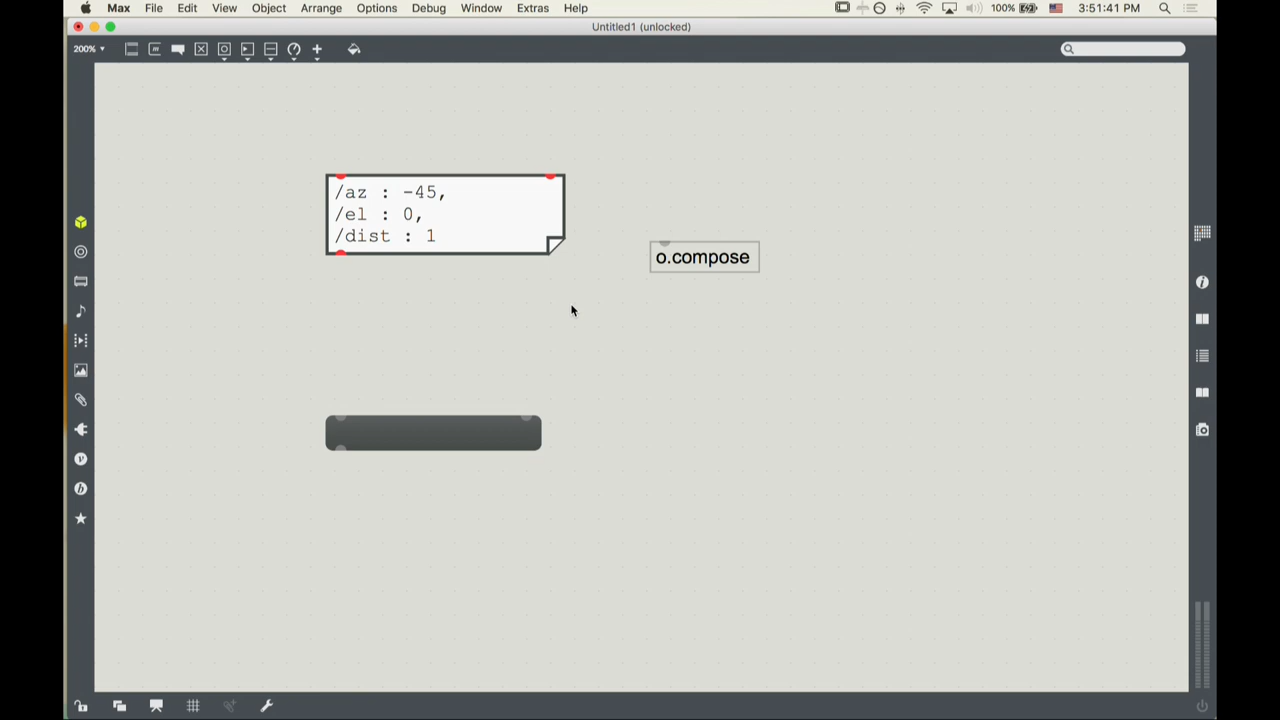 Max File Edit View Object Arrange Options Debug Window Extras Help 100% 3:51:41 PM
Untitled1 (unlocked)
200%
/az : -45,
/el : 0,
/dist : 1
o.compose